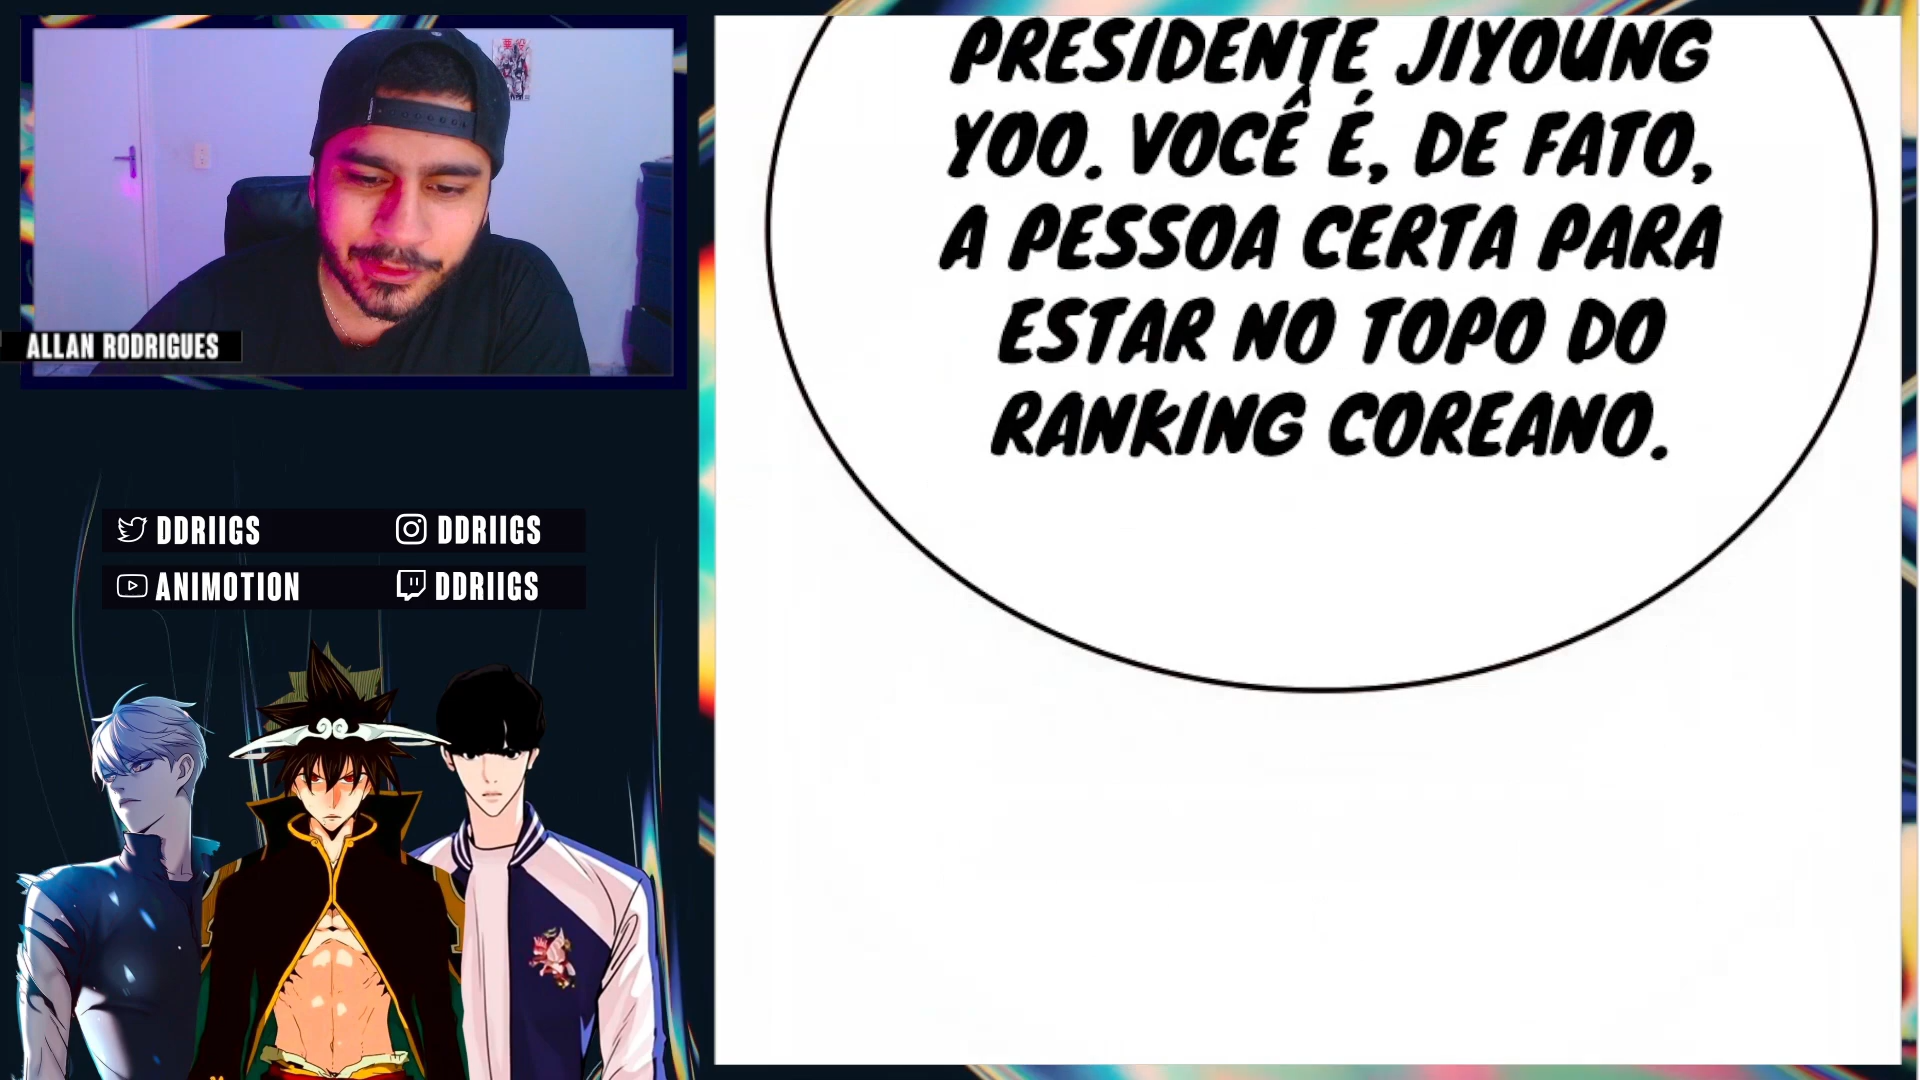 ALLAN RODRIGUES
DDRIIGS
DDRIIGS
ANIMOTION
DDRIIGS
PRESIDENTE JIYOUNG
YOO. VOCÊ É, DE FATO,
A PESSOA CERTA PARA
ESTAR NO TOPO DO
RANKING COREANO.